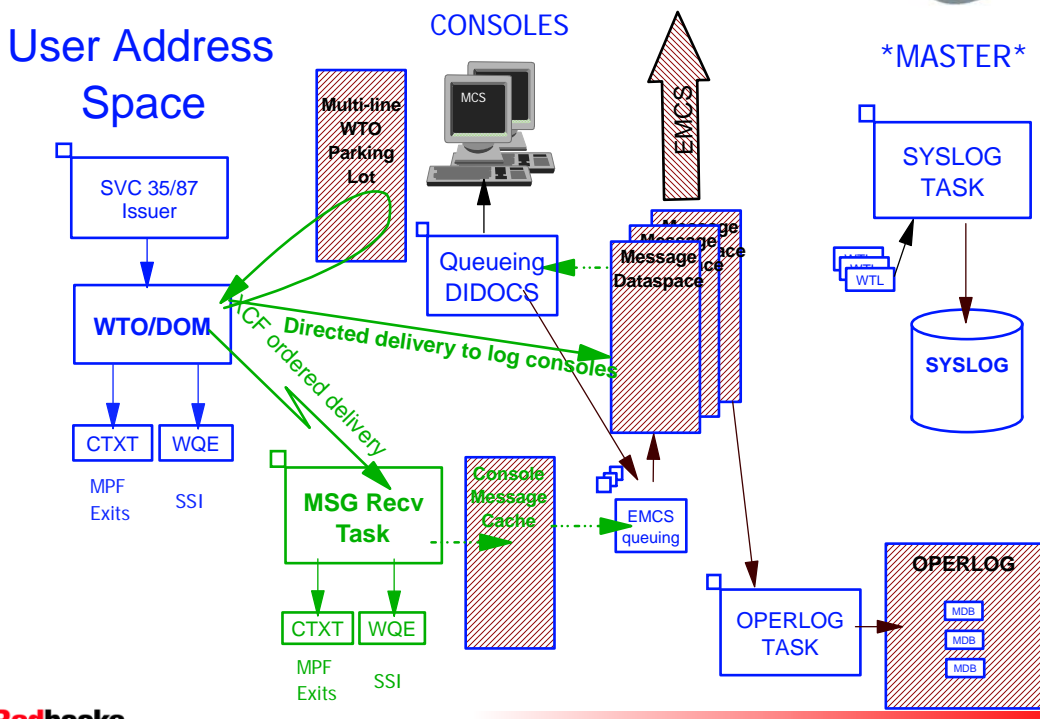 User Address
Space
CONSOLES
*MASTER*
Multi-line
WTO
Parking
Lot
MCS
EMCS
SVC 35/87
Issuer
SYSLOG
TASK
Queueing
DIDOCS
Message
Dataspace
WTL
WTO/DOM
XCF ordered delivery
Directed delivery to log consoles
SYSLOG
CTXT
WQE
MPF
Exits
SSI
MSG Recv
Task
Console
Message
Cache
EMCS
queuing
OPERLOG
MDB
MDB
MDB
OPERLOG
TASK
CTXT
WQE
MPF
Exits
SSI